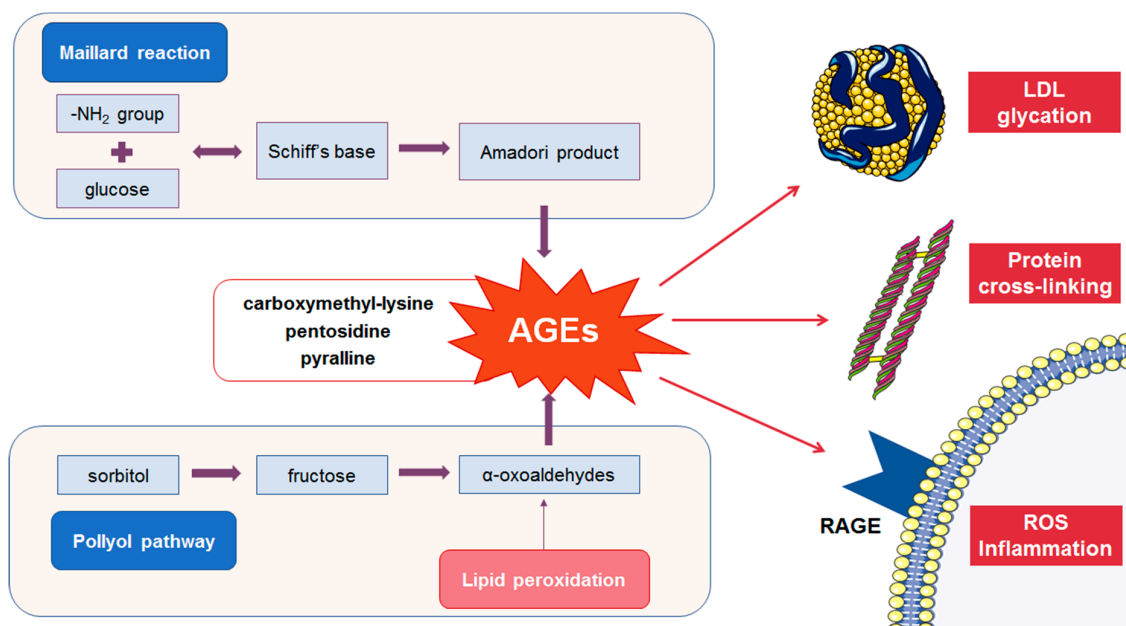 Maillard reaction
-NH₂ group
glucose
Schiff's base
Amadori product
carboxymethyl-lysine
pentosidine
pyralline
AGEs
sorbitol
fructose
α-oxoaldehydes
Pollyol pathway
Lipid peroxidation
LDL
glycation
Protein
cross-linking
RAGE
ROS
Inflammation